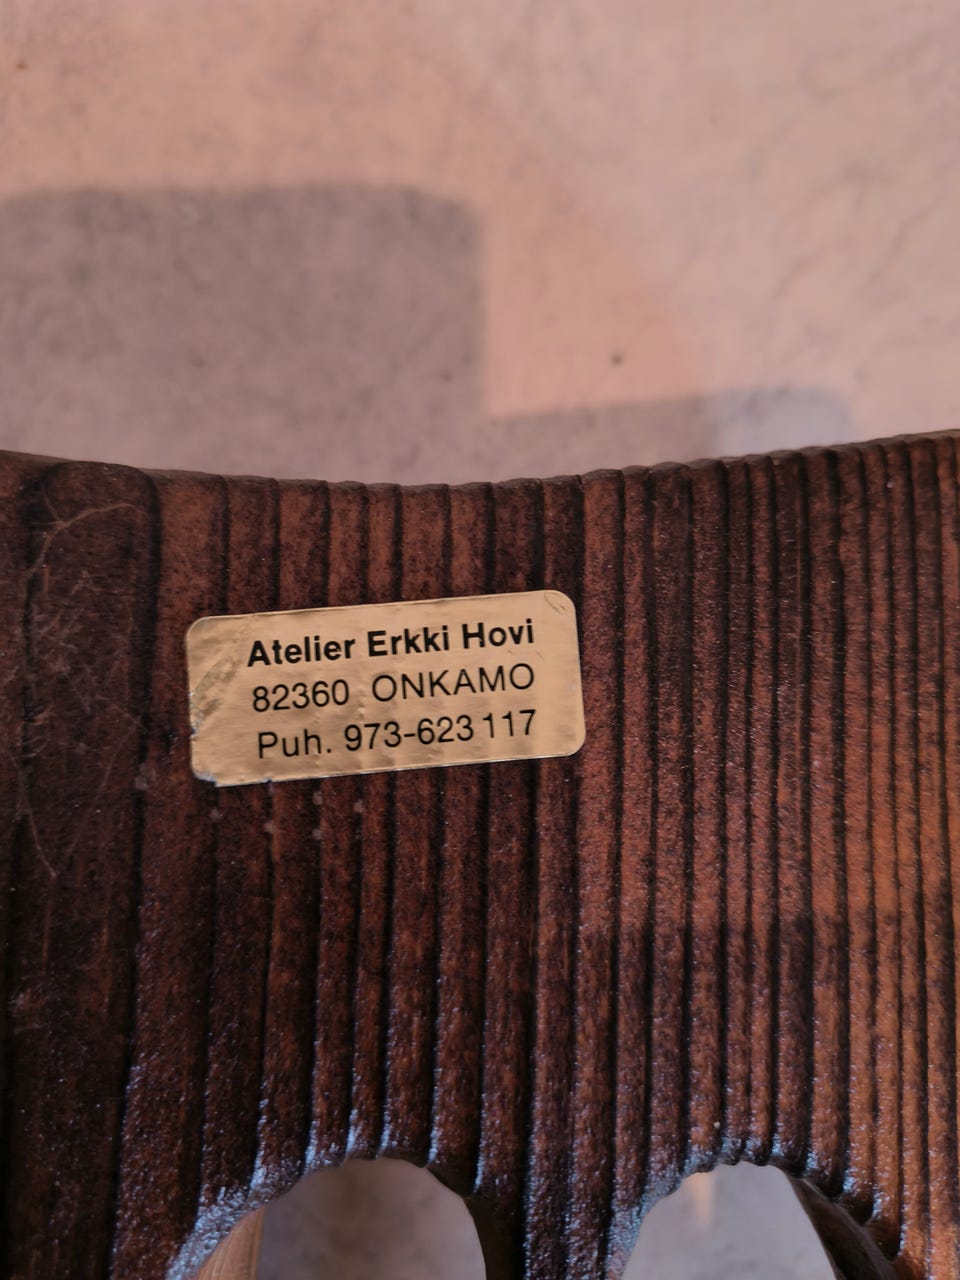 Atelier Erkki Hovi
82360 ONKAMO
Puh. 973-623 117